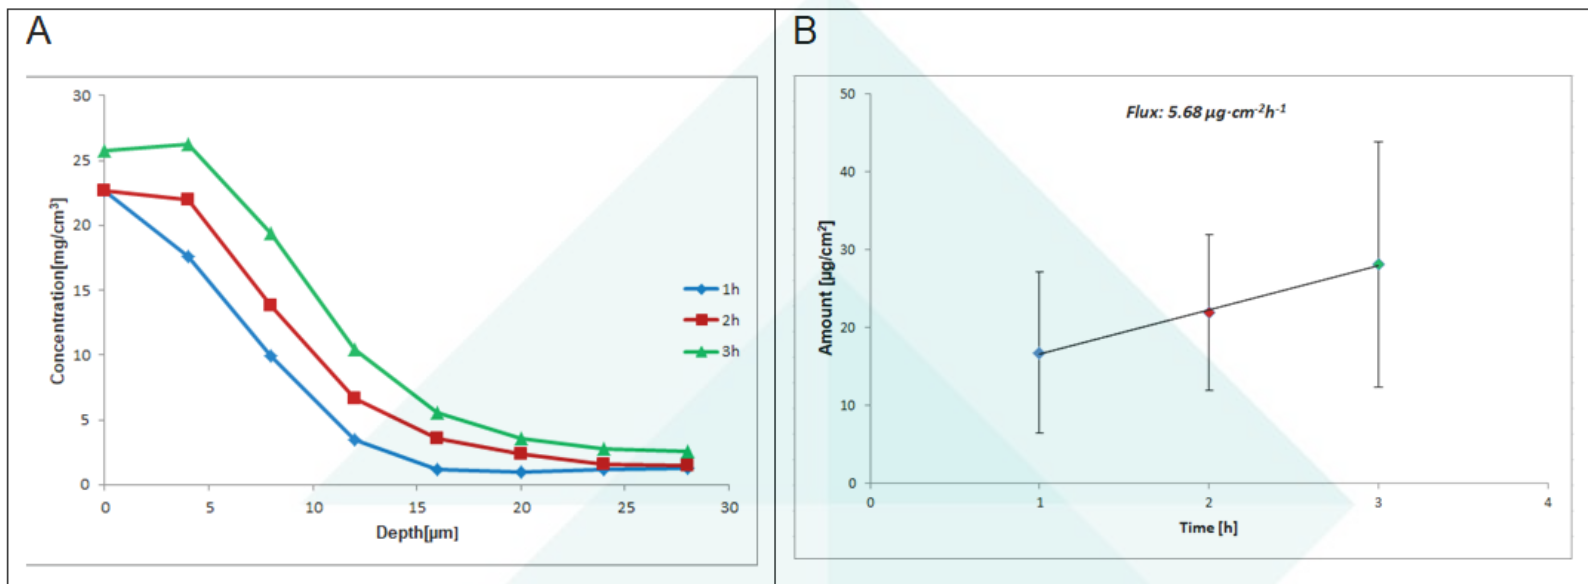 A
30
25
20
15
10
5
0
Concentration[mg/cm³]
0 5 10 15 20 25 30
Depth[µm]
1h
2h
3h
B
Flux: 5.68 µg·cm⁻²h⁻¹
50
40
30
20
10
0
Amount [µg/cm²]
0 1 2 3 4
Time [h]